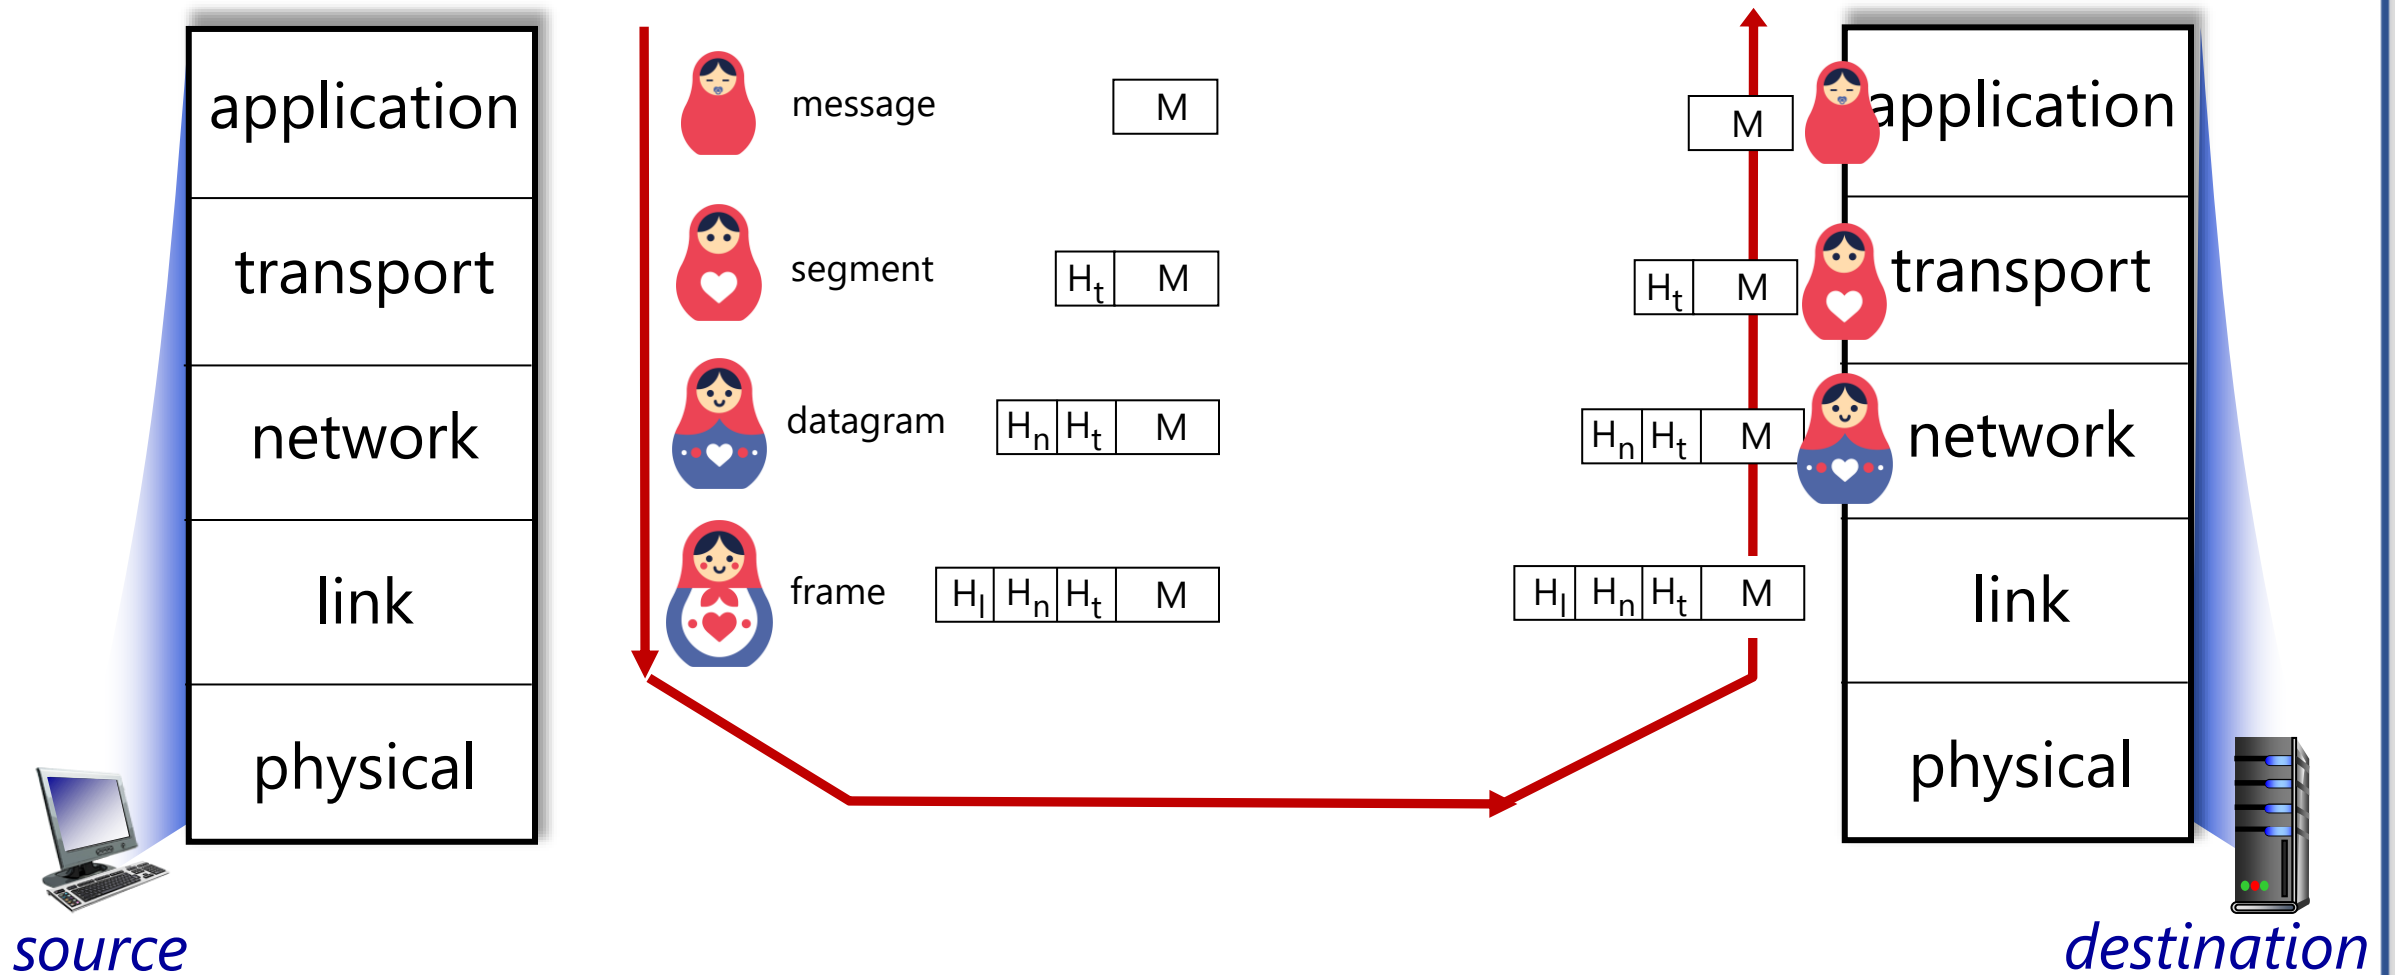 application
message
M
M
application
transport
segment
Ht M
Ht M
transport
network
datagram
Hn Ht M
Hn Ht M
network
link
frame
Hl Hn Ht M
Hl Hn Ht M
link
physical
physical
source
destination